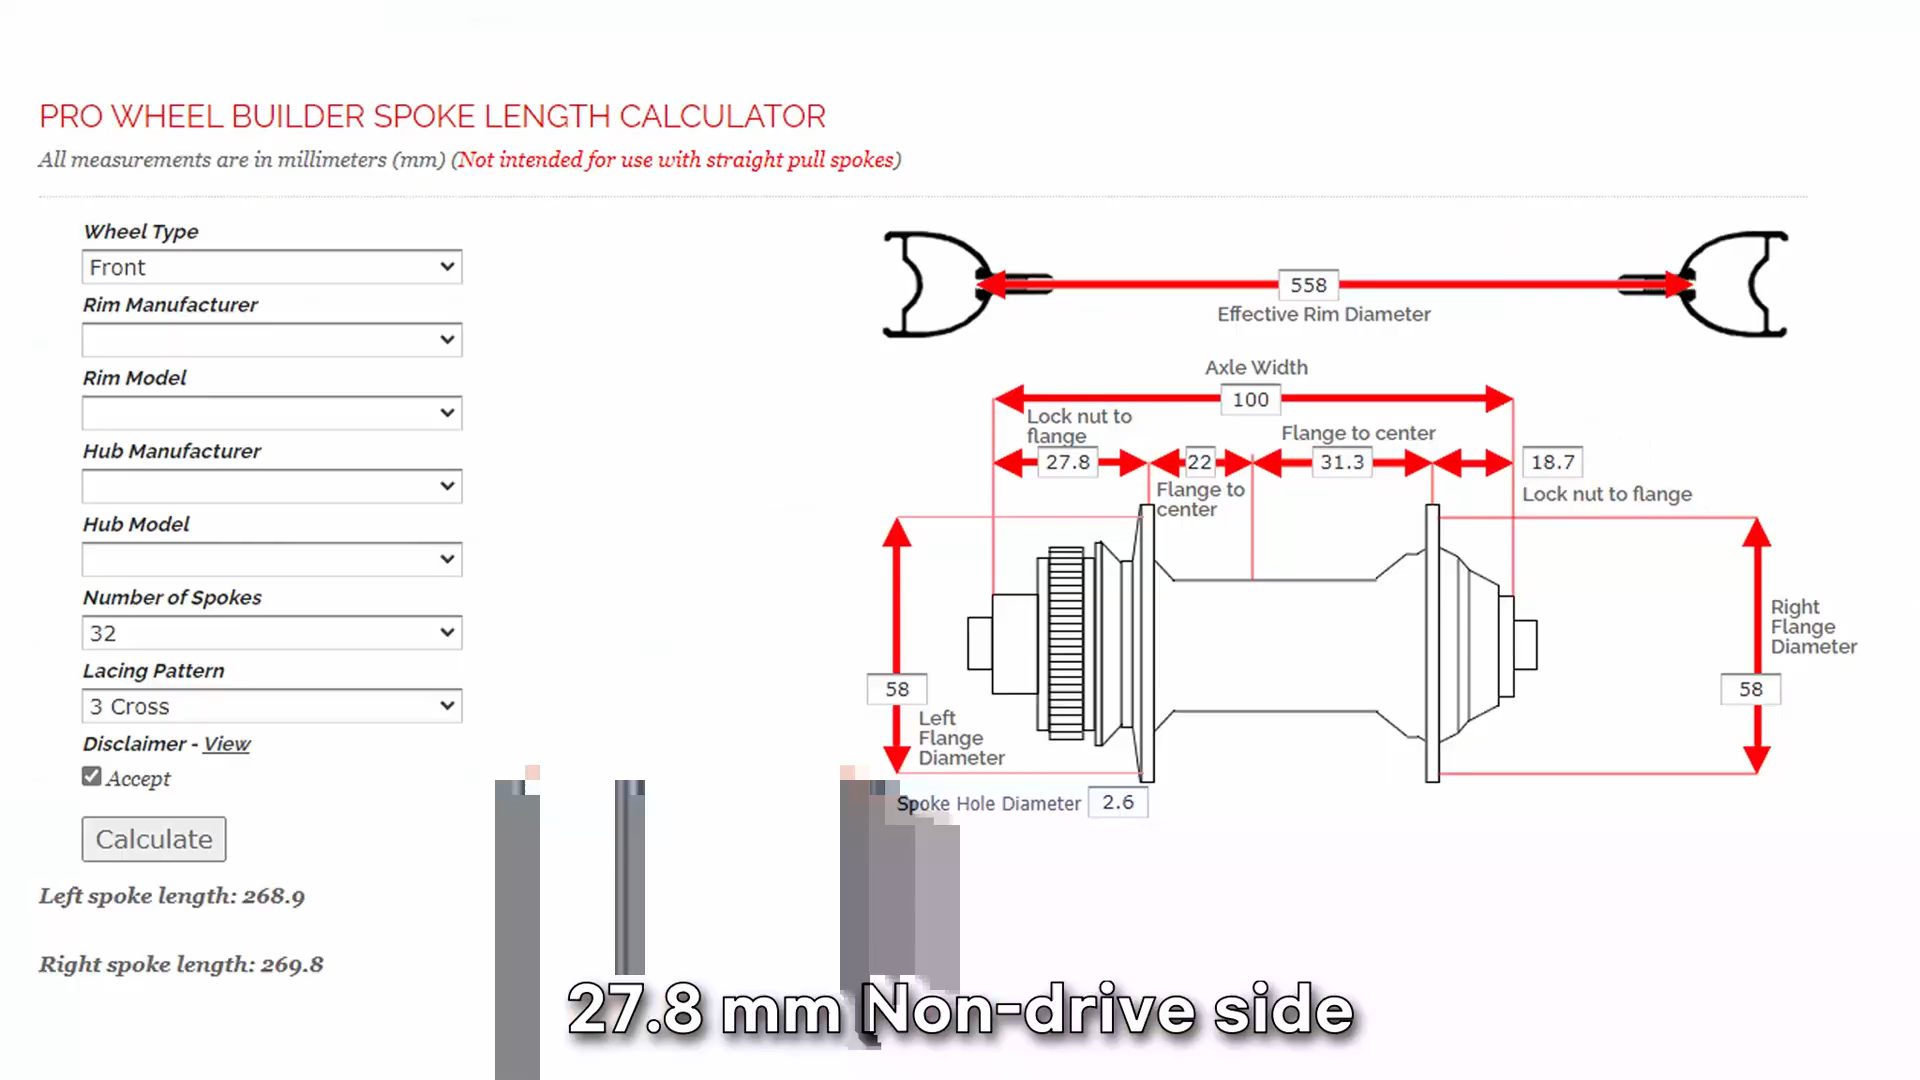 PRO WHEEL BUILDER SPOKE LENGTH CALCULATOR
All measurements are in millimeters (mm) (Not intended for use with straight pull spokes)
Wheel Type
Front
Rim Manufacturer
Rim Model
Hub Manufacturer
Hub Model
Number of Spokes
32
Lacing Pattern
3 Cross
Disclaimer - View
Accept
Calculate
Left spoke length: 268.9
Right spoke length: 269.8
558
Effective Rim Diameter
Axle Width
100
Lock nut to
flange
Flange to center
27.8
22
31.3
18.7
Flange to
center
Lock nut to flange
58
Left
Flange
Diameter
Right
Flange
Diameter
58
Spoke Hole Diameter 2.6
27.8 mm Non-drive side